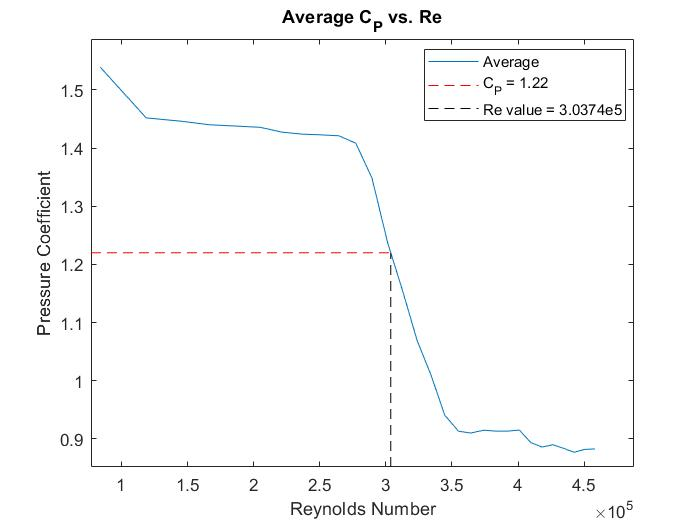 Average C_P vs. Re
Average
C_P = 1.22
Re value = 3.0374e5
Pressure Coefficient
1.5
1.4
1.3
1.2
1.1
1
0.9
1 1.5 2 2.5 3 3.5 4 4.5
Reynolds Number
×10^5